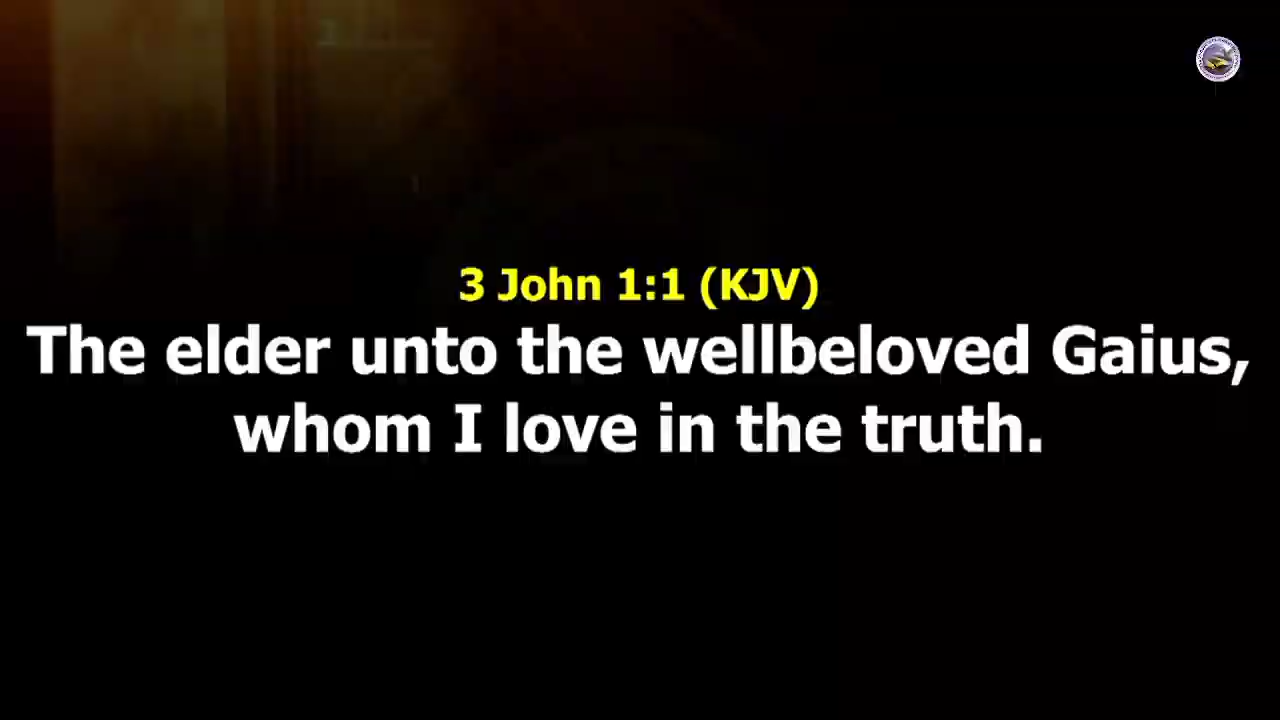 3 John 1:1 (KJV)
The elder unto the wellbeloved Gaius,
whom I love in the truth.